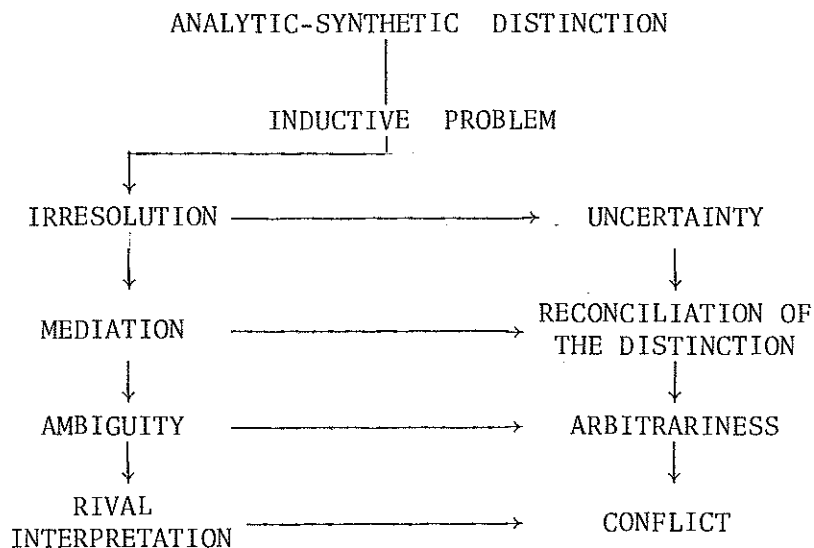 ANALYTIC-SYNTHETIC DISTINCTION
INDUCTIVE PROBLEM
IRRESOLUTION UNCERTAINTY
MEDIATION RECONCILIATION OF
THE DISTINCTION
AMBIGUITY ARBITRARINESS
RIVAL
INTERPRETATION CONFLICT